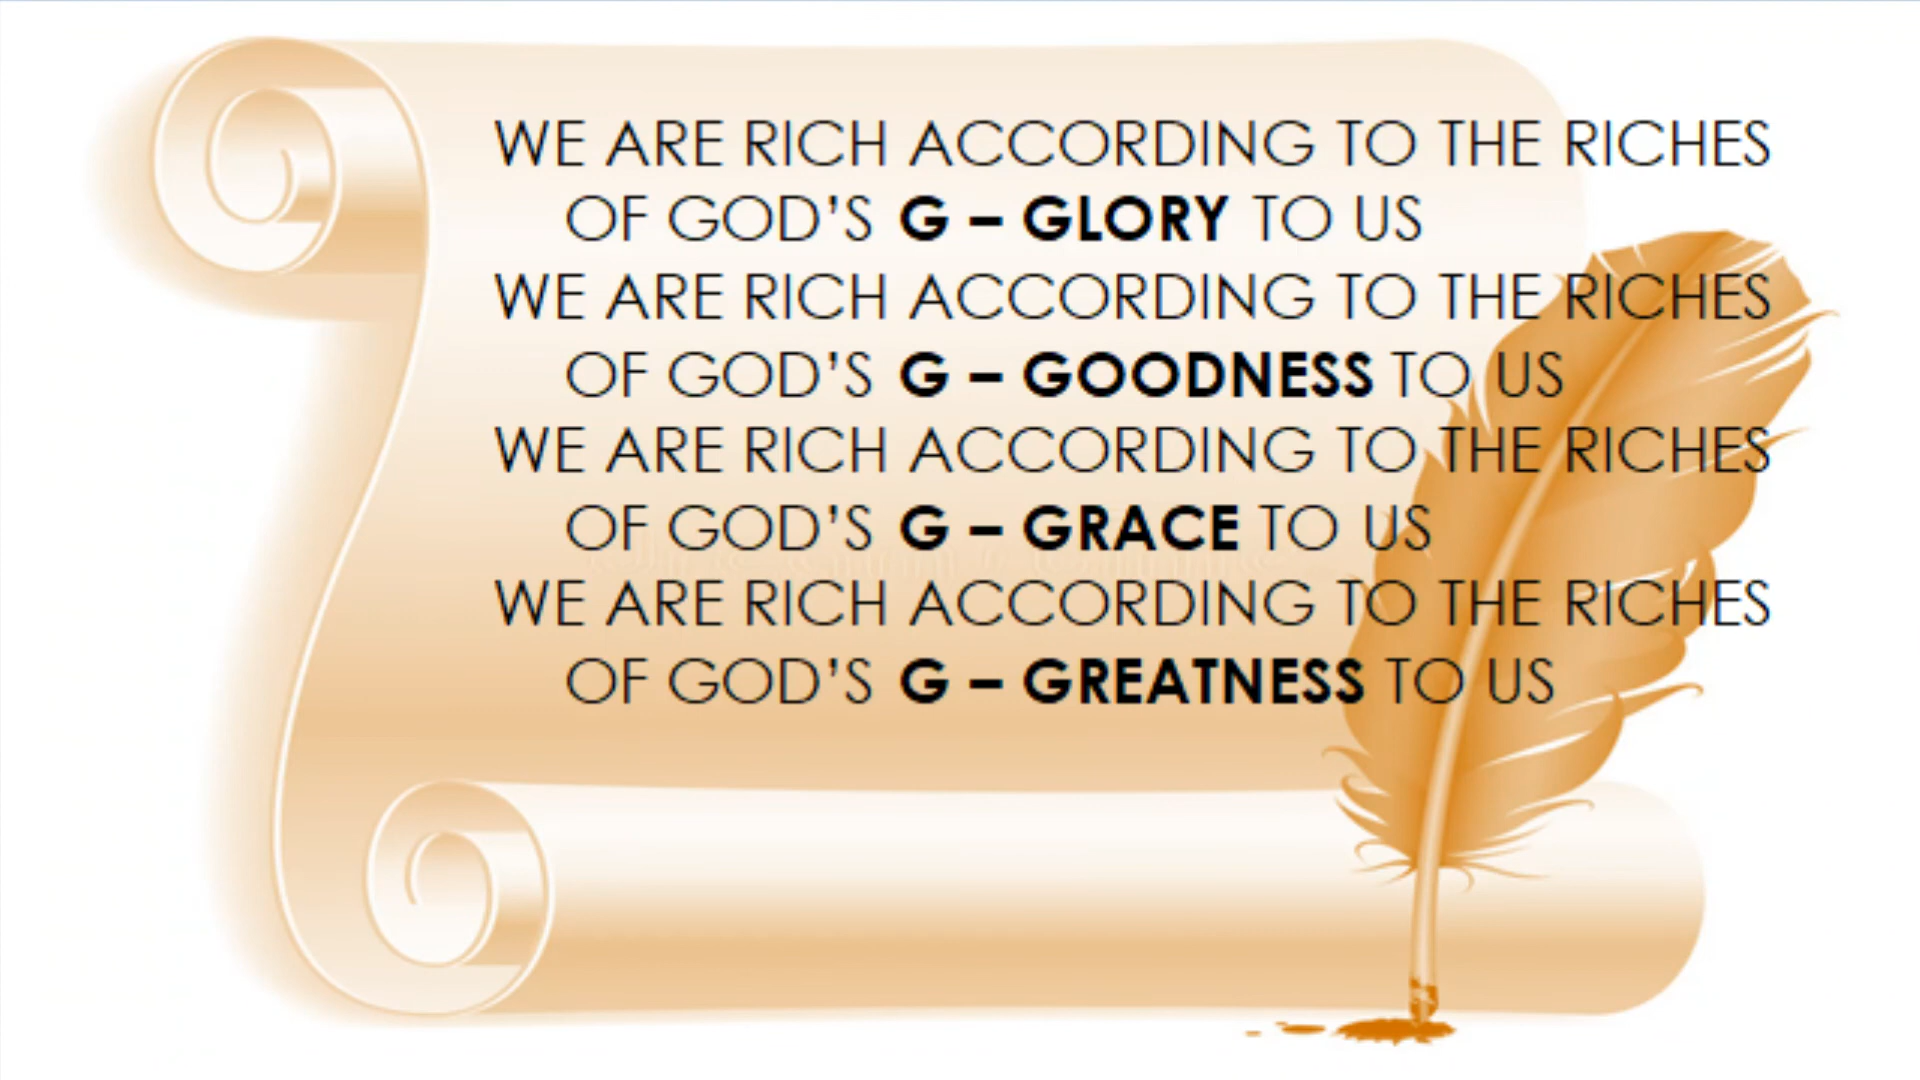 WE ARE RICH ACCORDING TO THE RICHES
OF GOD’S G – GLORY TO US
WE ARE RICH ACCORDING TO THE RICHES
OF GOD’S G – GOODNESS TO US
WE ARE RICH ACCORDING TO THE RICHES
OF GOD’S G – GRACE TO US
WE ARE RICH ACCORDING TO THE RICHES
OF GOD’S G – GREATNESS TO US